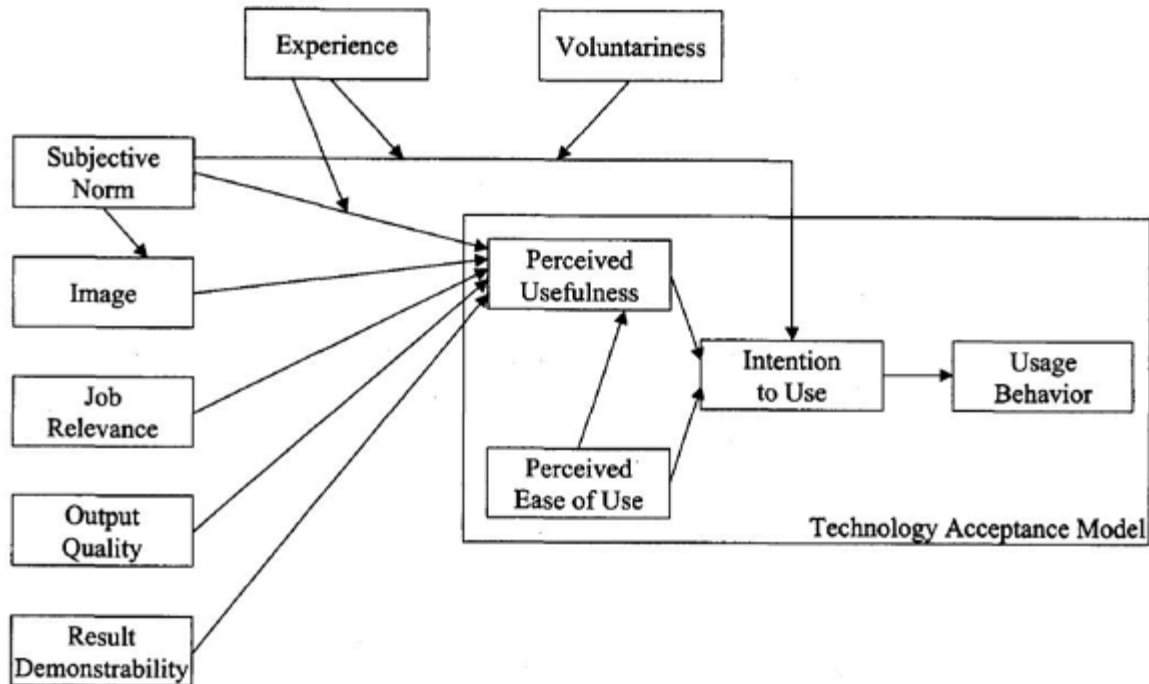 Experience
Voluntariness
Subjective
Norm
Image
Job
Relevance
Output
Quality
Result
Demonstrability
Perceived
Usefulness
Perceived
Ease of Use
Intention
to Use
Usage
Behavior
Technology Acceptance Model